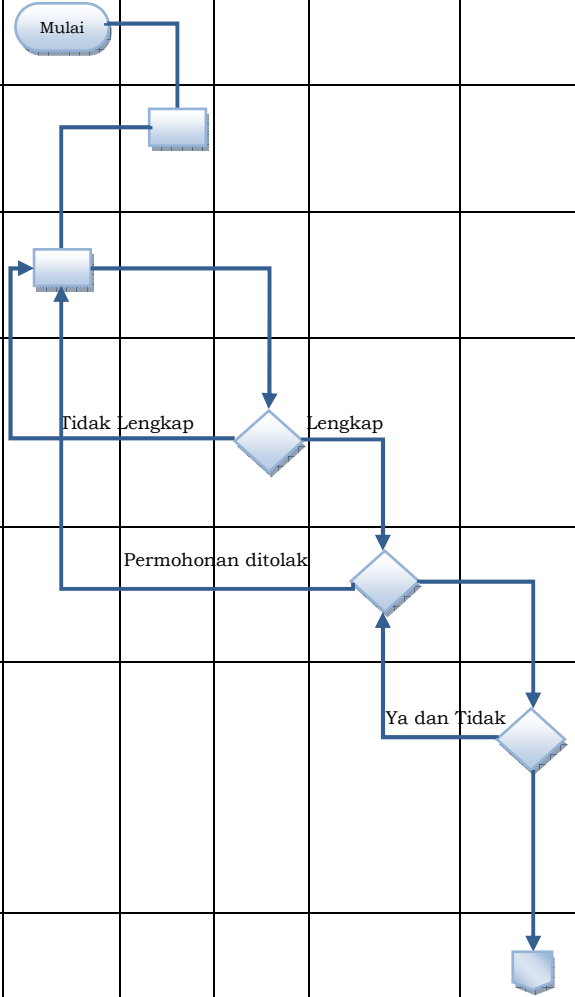 Mulai
Tidak Lengkap
Lengkap
Permohonan ditolak
Ya dan Tidak